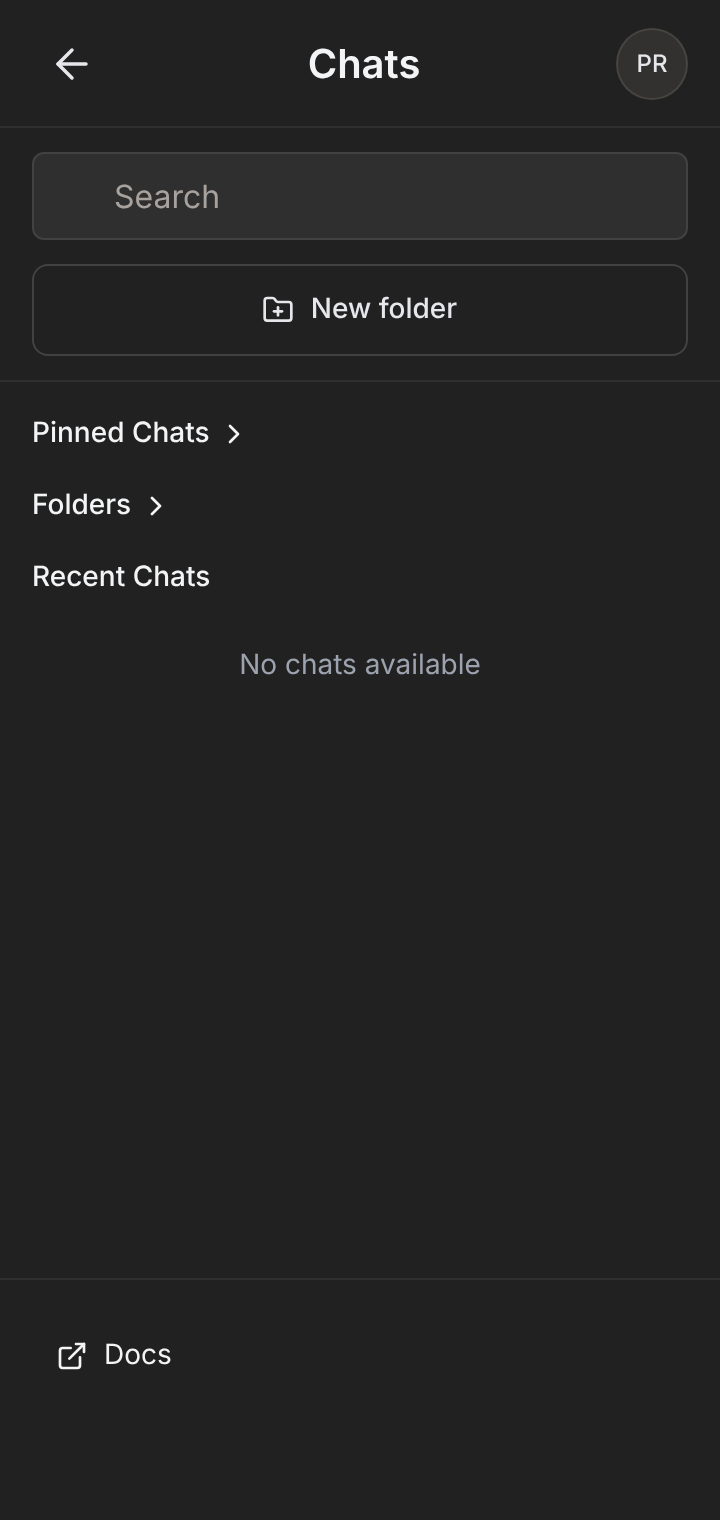 Chats
PR
Search
New folder
Pinned Chats
Folders
Recent Chats
No chats available
Docs